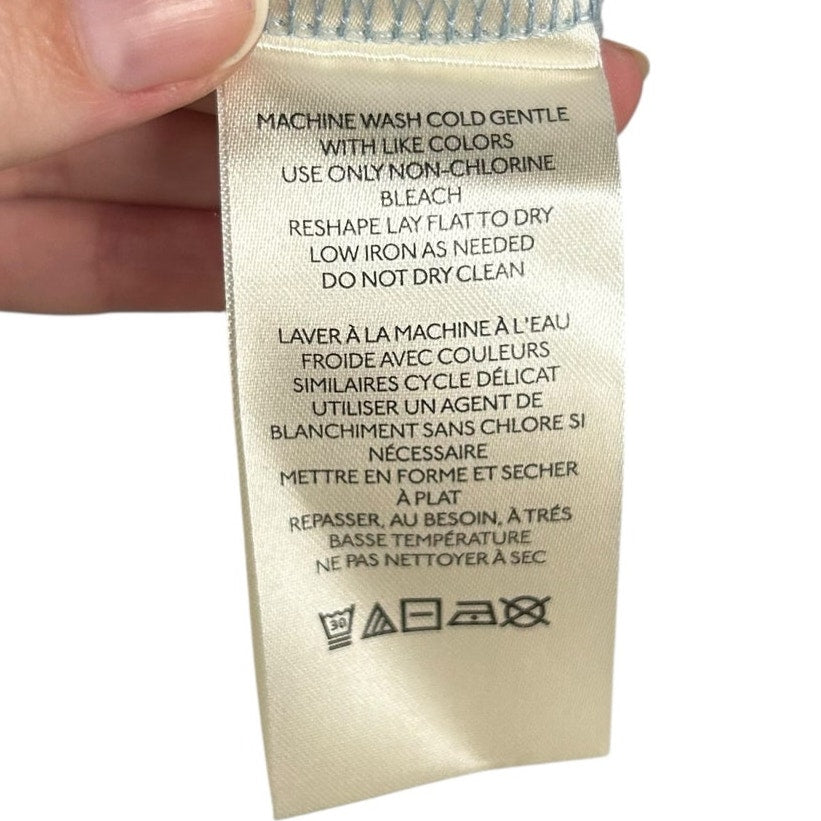 MACHINE WASH COLD GENTLE
WITH LIKE COLORS
USE ONLY NON-CHLORINE
BLEACH
RESHAPE LAY FLAT TO DRY
LOW IRON AS NEEDED
DO NOT DRY CLEAN
LAVER À LA MACHINE À L'EAU
FROIDE AVEC COULEURS
SIMILAIRES CYCLE DÉLICAT
UTILISER UN AGENT DE
BLANCHIMENT SANS CHLORE SI
NÉCESSAIRE
METTRE EN FORME ET SECHER
À PLAT
REPASSER, AU BESOIN, À TRÉS
BASSE TEMPÉRATURE
NE PAS NETTOYER À SEC
30